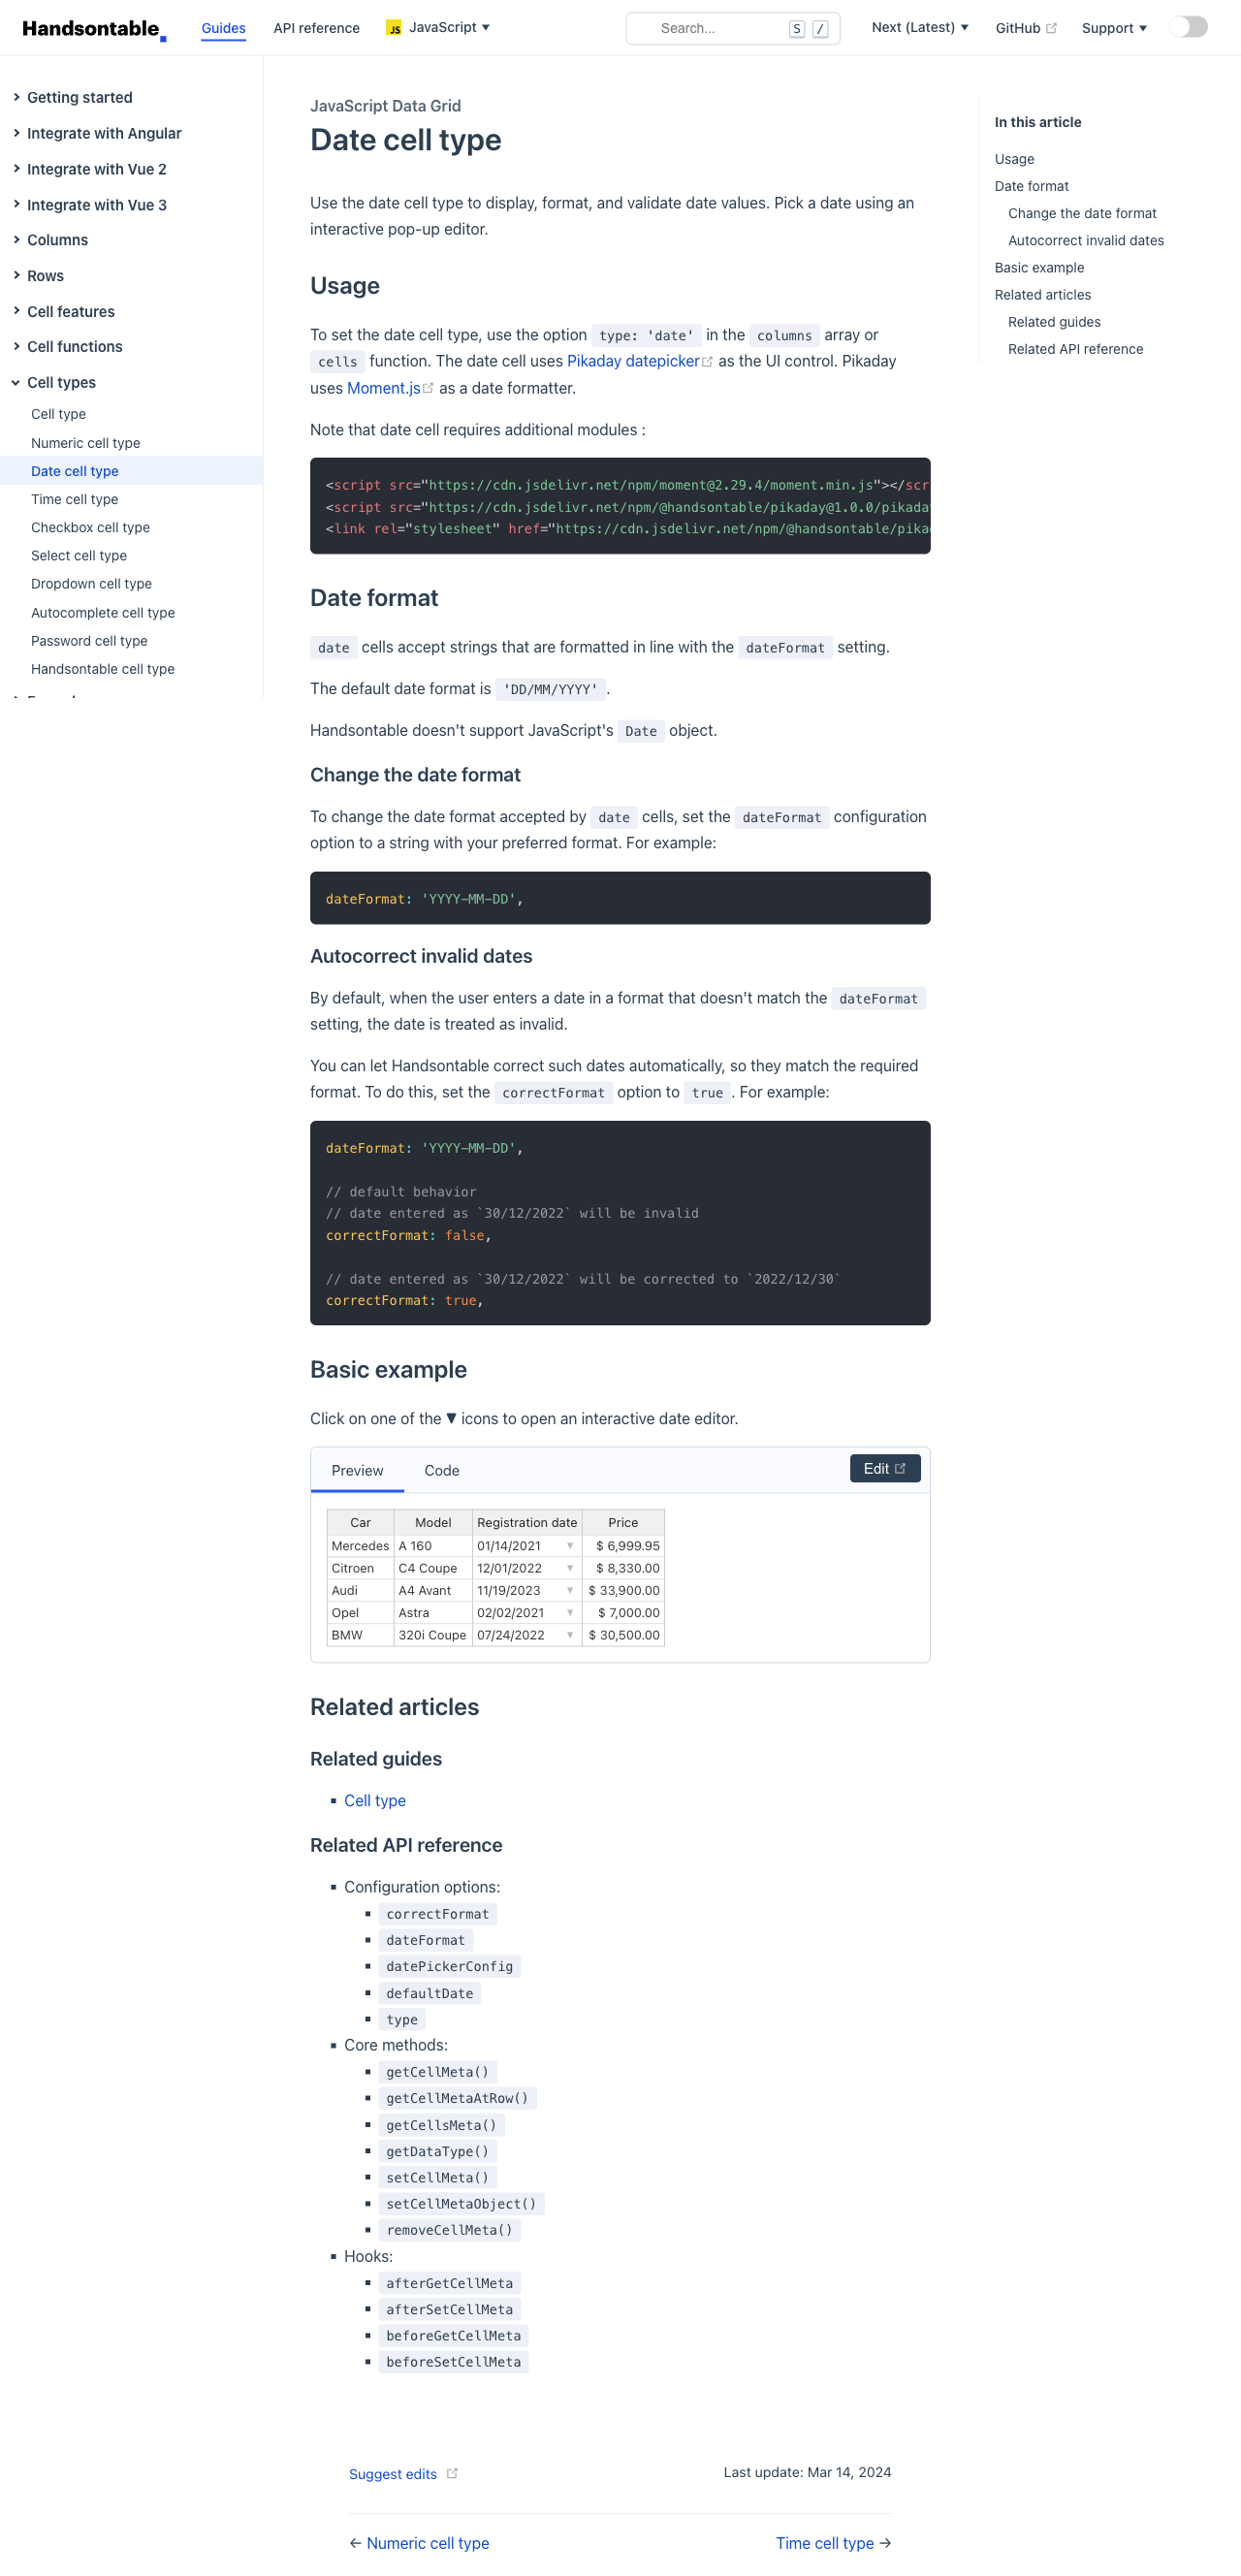 Handsontable
Guides
API reference
JS JavaScript ▼
Search... S /
Next (Latest) ▼
GitHub
Support ▼
Getting started
Integrate with Angular
Integrate with Vue 2
Integrate with Vue 3
Columns
Rows
Cell features
Cell functions
Cell types
Cell type
Numeric cell type
Date cell type
Time cell type
Checkbox cell type
Select cell type
Dropdown cell type
Autocomplete cell type
Password cell type
Handsontable cell type
JavaScript Data Grid
Date cell type
Use the date cell type to display, format, and validate date values. Pick a date using an
interactive pop-up editor.
Usage
To set the date cell type, use the option type: 'date' in the columns array or
cells function. The date cell uses Pikaday datepicker as the UI control. Pikaday
uses Moment.js as a date formatter.
Note that date cell requires additional modules :
<script src="https://cdn.jsdelivr.net/npm/moment@2.29.4/moment.min.js"></scr
<script src="https://cdn.jsdelivr.net/npm/@handsontable/pikaday@1.0.0/pikada
<link rel="stylesheet" href="https://cdn.jsdelivr.net/npm/@handsontable/pika
Date format
date cells accept strings that are formatted in line with the dateFormat setting.
The default date format is 'DD/MM/YYYY' .
Handsontable doesn't support JavaScript's Date object.
Change the date format
To change the date format accepted by date cells, set the dateFormat configuration
option to a string with your preferred format. For example:
dateFormat: 'YYYY-MM-DD',
Autocorrect invalid dates
By default, when the user enters a date in a format that doesn't match the dateFormat
setting, the date is treated as invalid.
You can let Handsontable correct such dates automatically, so they match the required
format. To do this, set the correctFormat option to true . For example:
dateFormat: 'YYYY-MM-DD',
// default behavior
// date entered as `30/12/2022` will be invalid
correctFormat: false,
// date entered as `30/12/2022` will be corrected to `2022/12/30`
correctFormat: true,
Basic example
Click on one of the ▼ icons to open an interactive date editor.
Preview Code Edit
Car Model Registration date Price
Mercedes A 160 01/14/2021 ▼ $ 6,999.95
Citroen C4 Coupe 12/01/2022 ▼ $ 8,330.00
Audi A4 Avant 11/19/2023 ▼ $ 33,900.00
Opel Astra 02/02/2021 ▼ $ 7,000.00
BMW 320i Coupe 07/24/2022 ▼ $ 30,500.00
Related articles
Related guides
Cell type
Related API reference
Configuration options:
correctFormat
dateFormat
datePickerConfig
defaultDate
type
Core methods:
getCellMeta()
getCellMetaAtRow()
getCellsMeta()
getDataType()
setCellMeta()
setCellMetaObject()
removeCellMeta()
Hooks:
afterGetCellMeta
afterSetCellMeta
beforeGetCellMeta
beforeSetCellMeta
Suggest edits
Last update: Mar 14, 2024
← Numeric cell type
Time cell type →
In this article
Usage
Date format
Change the date format
Autocorrect invalid dates
Basic example
Related articles
Related guides
Related API reference